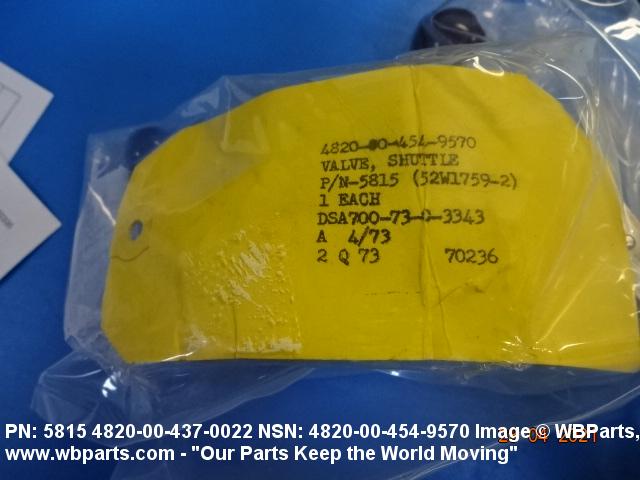 4820-00-454-9570
VALVE, SHUTTLE
P/N-5815 (52W1759-2)
1 EACH
DSA700-73-0-3343
A 4/73
2 Q 73 70236
PN: 5815 4820-00-437-0022 NSN: 4820-00-454-9570 Image © WBParts,
www.wbparts.com - "Our Parts Keep the World Moving"